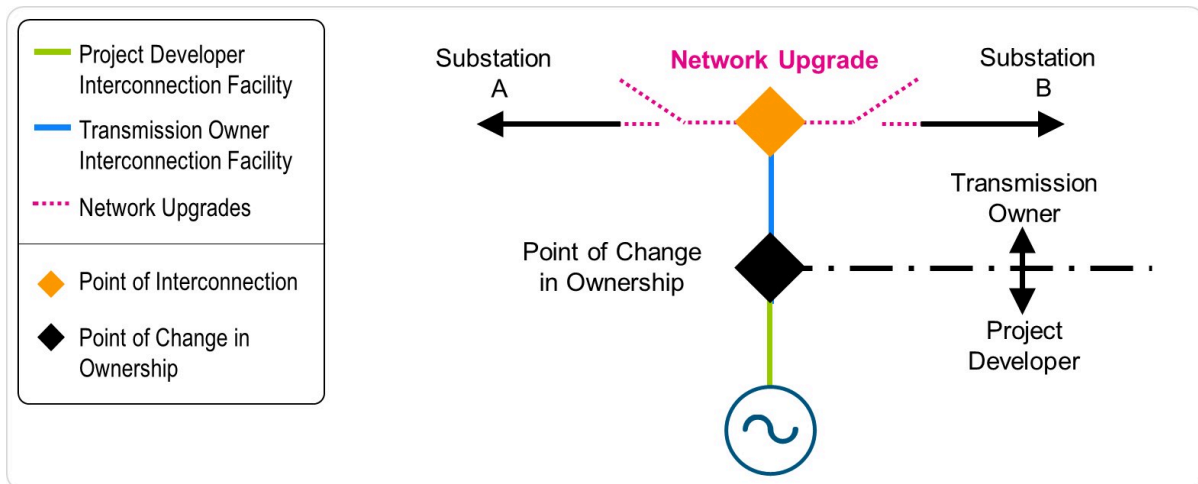 Project Developer
Interconnection Facility
Transmission Owner
Interconnection Facility
Network Upgrades
Point of Interconnection
Point of Change in
Ownership
Substation
A
Network Upgrade
Substation
B
Transmission
Owner
Point of Change
in Ownership
Project
Developer